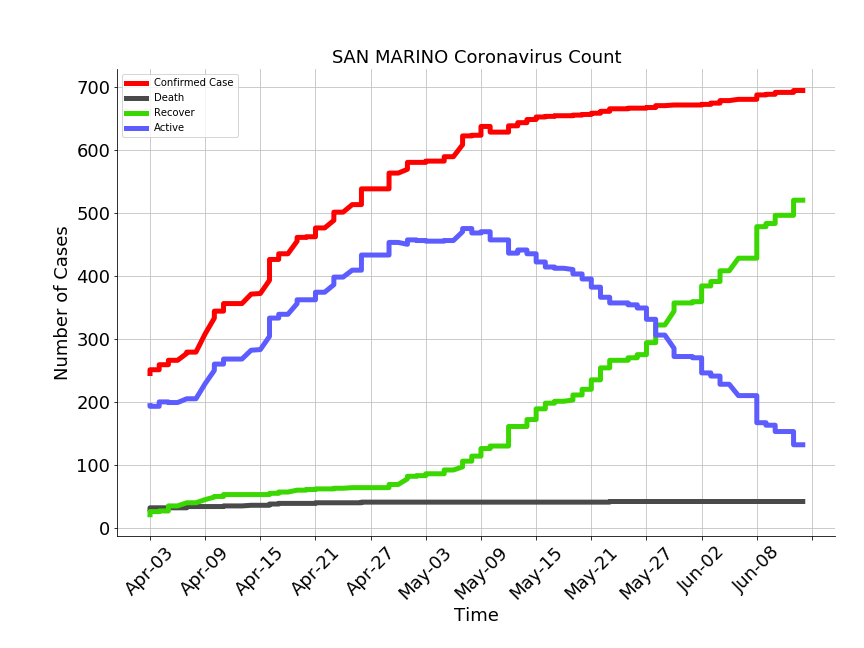 SAN MARINO Coronavirus Count
Confirmed Case
Death
Recover
Active
700
600
500
400
300
200
100
0
Number of Cases
Apr-03
Apr-09
Apr-15
Apr-21
Apr-27
May-03
May-09
May-15
May-21
May-27
Jun-02
Jun-08
Time